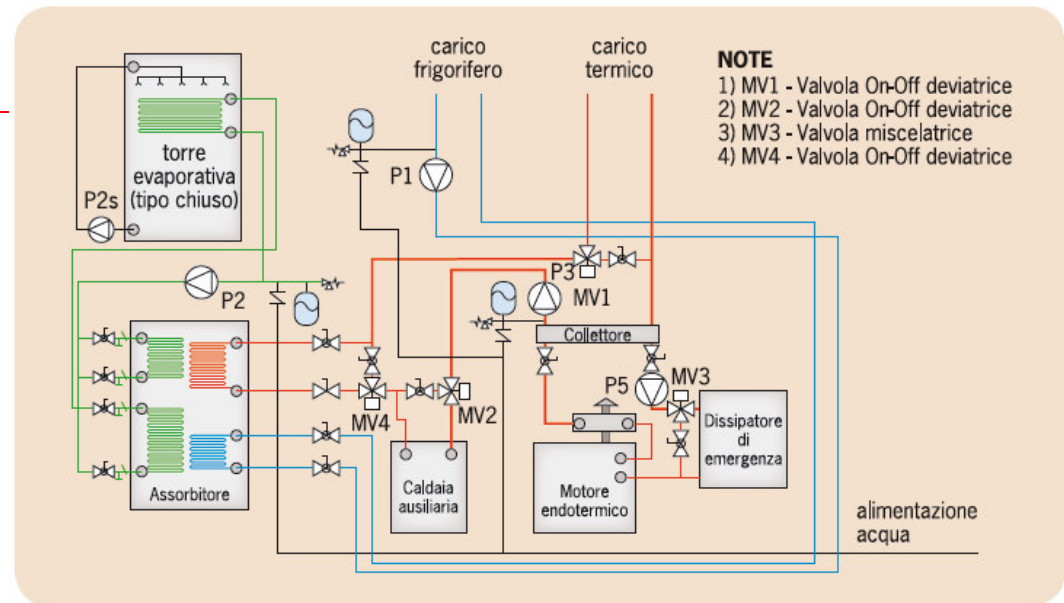 carico
frigorifero
carico
termico
NOTE
1) MV1 - Valvola On-Off deviatrice
2) MV2 - Valvola On-Off deviatrice
3) MV3 - Valvola miscelatrice
4) MV4 - Valvola On-Off deviatrice
torre
evaporativa
(tipo chiuso)
P2s
P1
P2
P3
MV1
Collettore
P5
MV3
MV4
MV2
Dissipatore
di
emergenza
Assorbitore
Caldaia
ausiliaria
Motore
endotermico
alimentazione
acqua